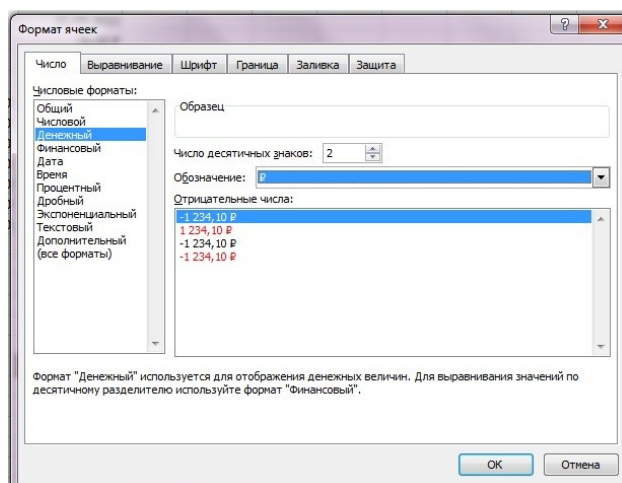 Формат ячеек
Число Выравнивание Шрифт Граница Заливка Защита
Числовые форматы:
Общий
Числовой
Денежный
Финансовый
Дата
Время
Процентный
Дробный
Экспоненциальный
Текстовый
Дополнительный
(все форматы)
Образец
Число десятичных знаков: 2
Обозначение: ₽
Отрицательные числа:
-1 234,10 ₽
1 234,10 ₽
-1 234,10 ₽
-1 234,10 ₽
Формат "Денежный" используется для отображения денежных величин. Для выравнивания значений по
десятичному разделителю используйте формат "Финансовый".
ОК Отмена